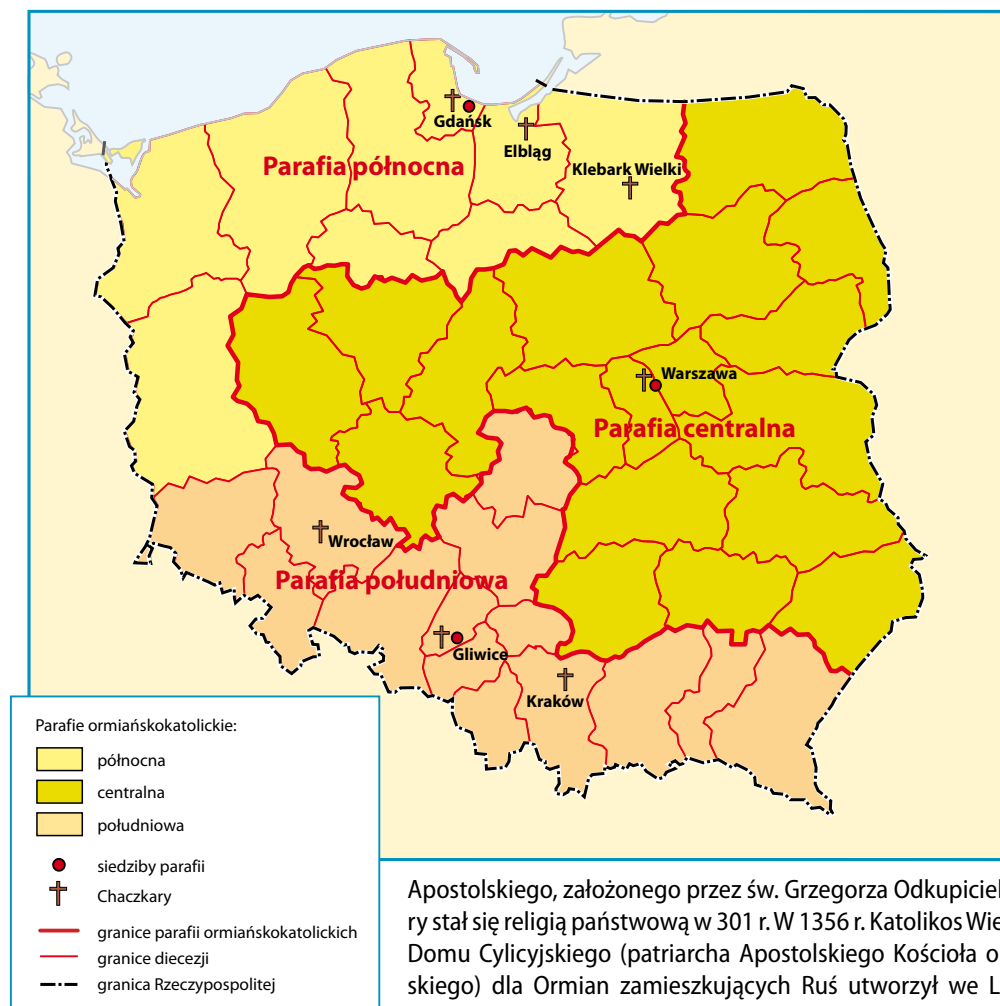 Gdańsk
Elbląg
Parafia północna
Klebark Wielki
Warszawa
Parafia centralna
Wrocław
Parafia południowa
Gliwice
Kraków
Parafie ormiańskokatolickie:
północna
centralna
południowa
siedziby parafii
Chaczkary
granice parafii ormiańskokatolickich
granice diecezji
granica Rzeczypospolitej
Apostolskiego, założonego przez św. Grzegorza Odkupiciel
ry stał się religią państwową w 301 r. W 1356 r. Katolikos Wie
Domu Cylicyjskiego (patriarcha Apostolskiego Kościoła o
skiego) dla Ormian zamieszkujących Ruś utworzył we L